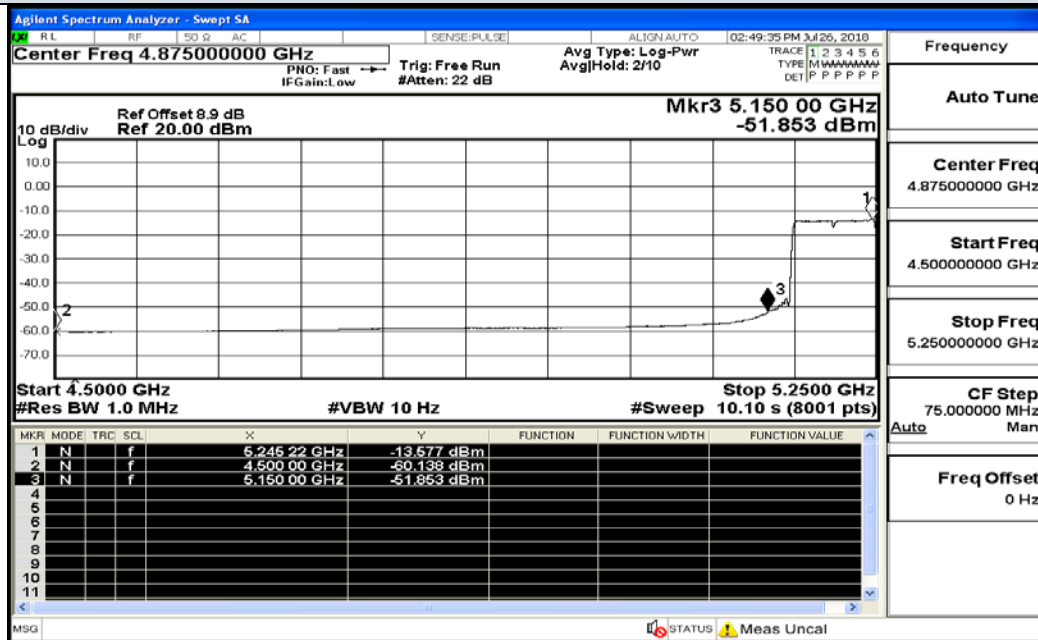 Agilent Spectrum Analyzer - Swept SA
LXI RL RF 50 Ω AC SENSE:PULSE ALIGN AUTO 02:49:35 PM Jul 26, 2018
Center Freq 4.875000000 GHz
PNO: Fast
IFGain:Low
Trig: Free Run
#Atten: 22 dB
Avg Type: Log-Pwr
Avg|Hold: 2/10
TRACE 1 2 3 4 5 6
TYPE M WWWWW
DET P P P P P P
Ref Offset 8.9 dB
10 dB/div Ref 20.00 dBm
Log
Mkr3 5.150 00 GHz
-51.853 dBm
10.0
0.00
-10.0
-20.0
-30.0
-40.0
-50.0
-60.0
-70.0
1
2
3
Start 4.5000 GHz Stop 5.2500 GHz
#Res BW 1.0 MHz #VBW 10 Hz #Sweep 10.10 s (8001 pts)
MKR MODE TRC SCL X Y FUNCTION FUNCTION WIDTH FUNCTION VALUE
1 N f 5.245 22 GHz -13.577 dBm
2 N f 4.500 00 GHz -60.138 dBm
3 N f 5.150 00 GHz -51.853 dBm
4
5
6
7
8
9
10
11
MSG STATUS Meas Uncal
Frequency
Auto Tune
Center Freq
4.875000000 GHz
Start Freq
4.500000000 GHz
Stop Freq
5.250000000 GHz
CF Step
75.000000 MHz
Auto Man
Freq Offset
0 Hz